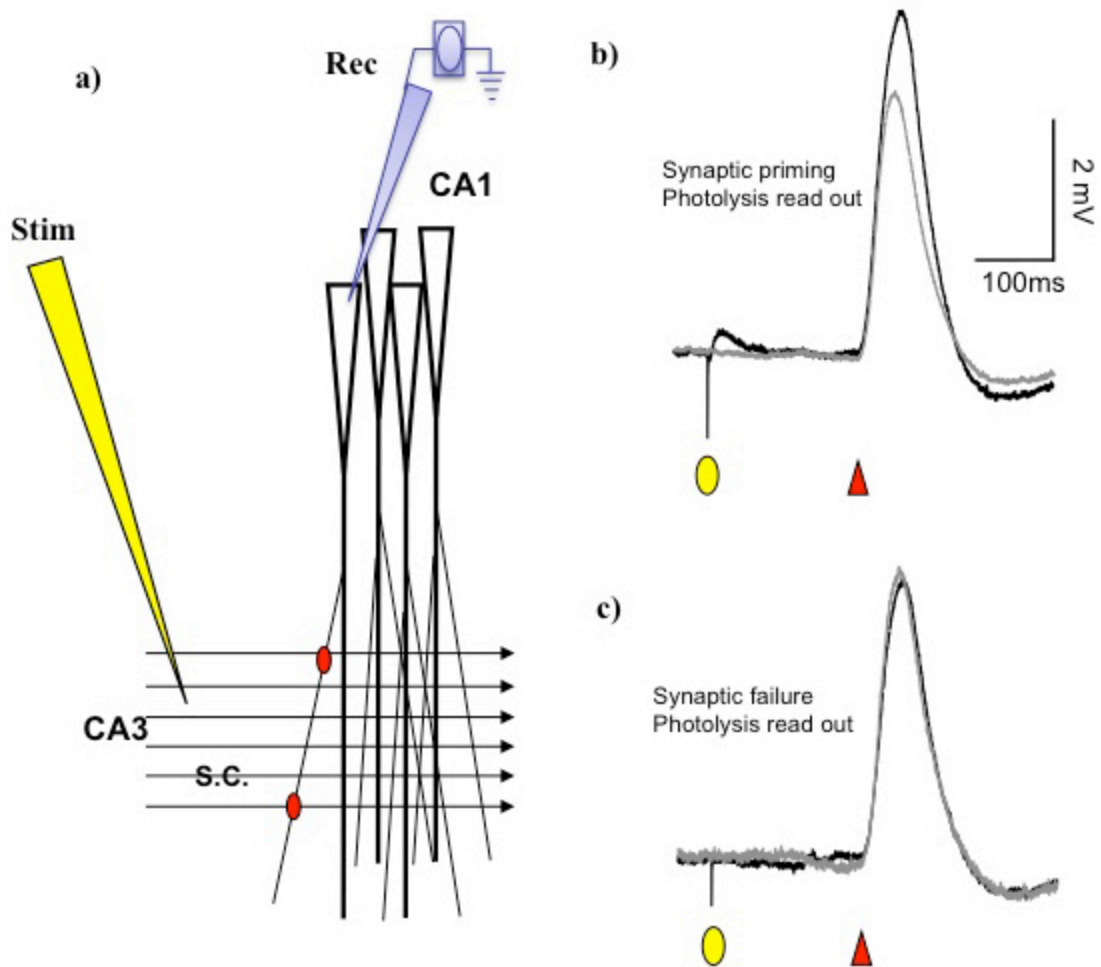 a)
Rec
CA1
Stim
CA3
S.C.
b)
Synaptic priming
Photolysis read out
2 mV
100ms
c)
Synaptic failure
Photolysis read out